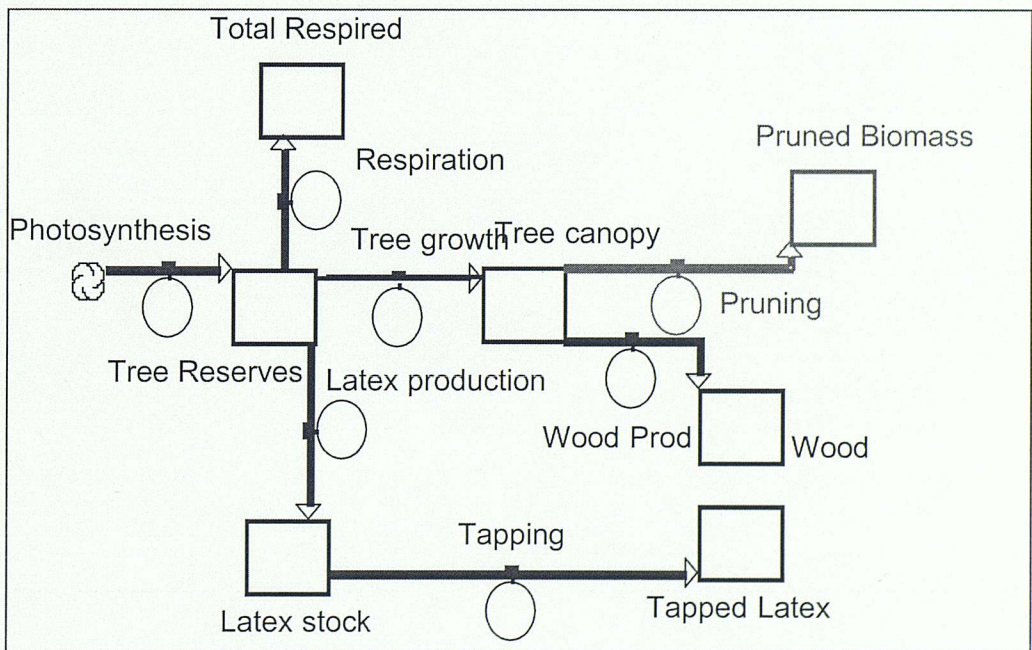 Total Respired
Pruned Biomass
Respiration
Photosynthesis
Tree growth
Tree canopy
Pruning
Tree Reserves
Latex production
Wood Prod
Wood
Tapping
Latex stock
Tapped Latex